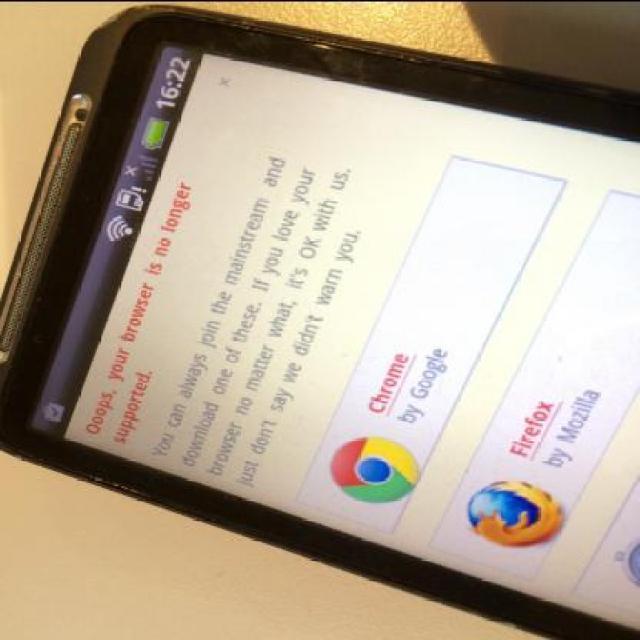 16:22
Ooops, your browser is no longer
supported.
You can always join the mainstream and
download one of these. If you love your
browser no matter what, it's OK with us,
just don't say we didn't warn you.
Chrome
by Google
Firefox
by Mozilla